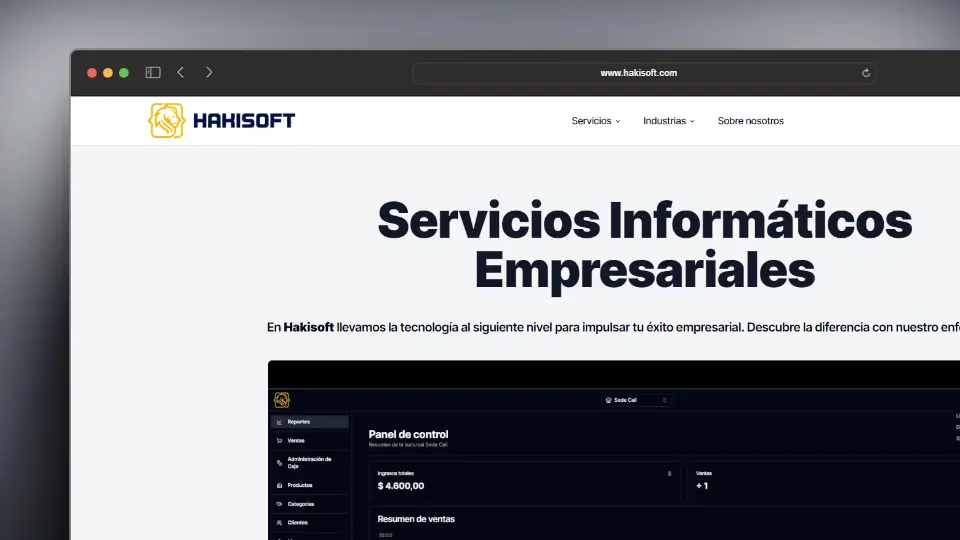 www.hakisoft.com
HAKISOFT
Servicios
Industrias
Sobre nosotros
Servicios Informáticos
Empresariales
En Hakisoft llevamos la tecnología al siguiente nivel para impulsar tu éxito empresarial. Descubre la diferencia con nuestro enf
Sede Cali
Reportes
Ventas
Administración de
Caja
Productos
Categorías
Clientes
Panel de control
Resumen de la sucursal Sede Cali
Ingresos totales
$
$ 4.600,00
Ventas
+ 1
Resumen de ventas